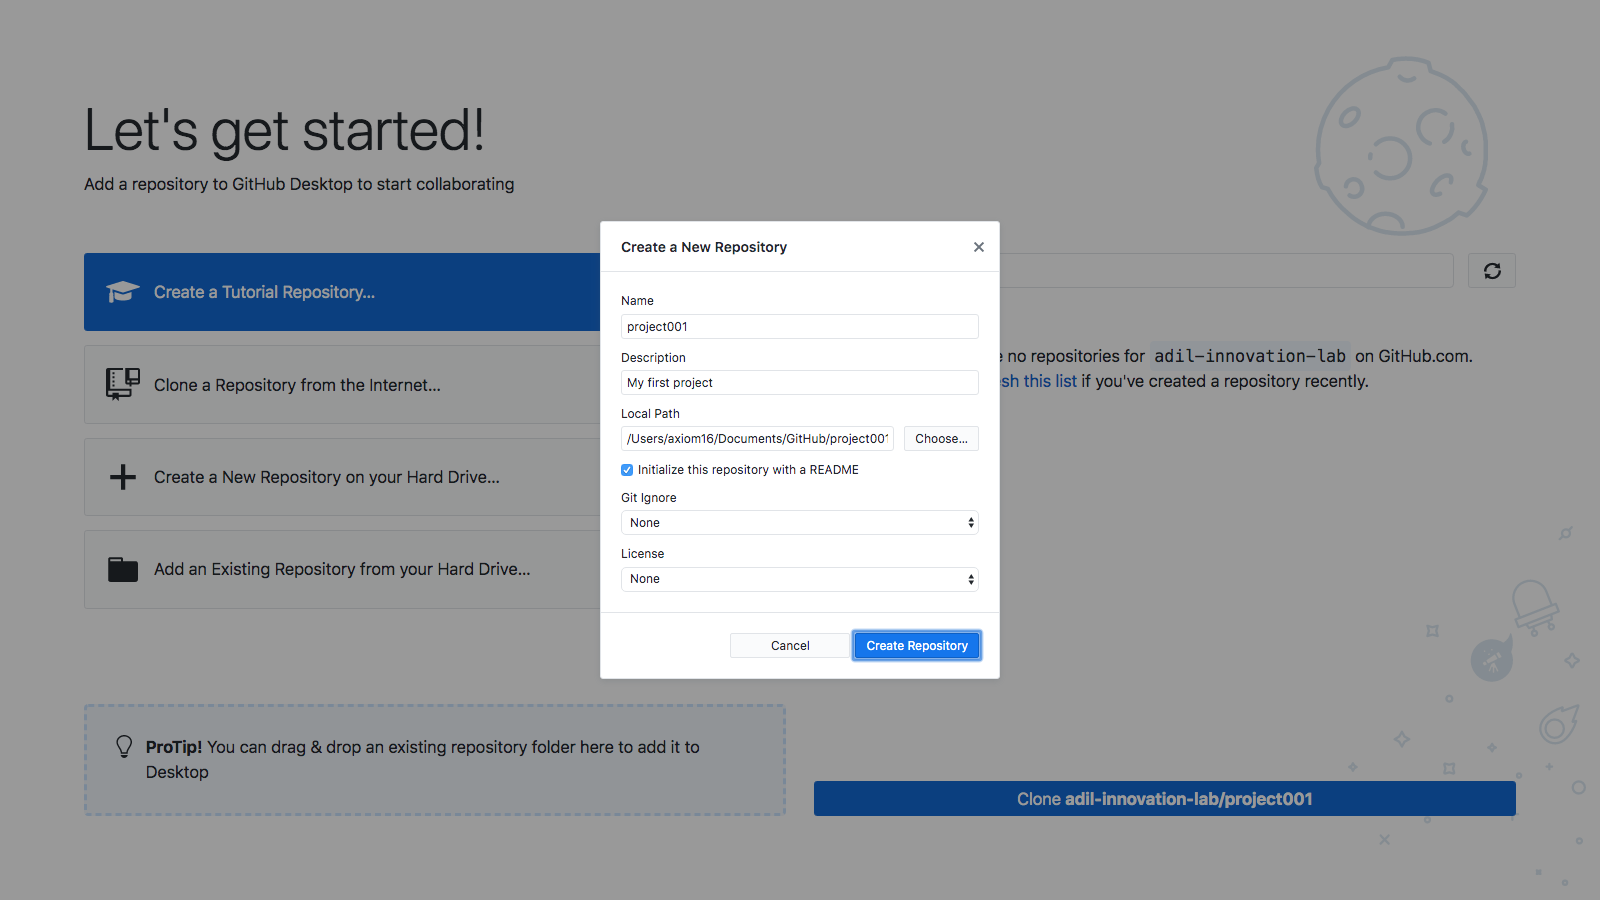 Let's get started!
Add a repository to GitHub Desktop to start collaborating
Create a Tutorial Repository...
Clone a Repository from the Internet...
Create a New Repository on your Hard Drive...
Add an Existing Repository from your Hard Drive...
ProTip! You can drag & drop an existing repository folder here to add it to
Desktop
Create a New Repository
Name
project001
Description
My first project
Local Path
/Users/axiom16/Documents/GitHub/project001
Choose...
Initialize this repository with a README
Git Ignore
None
License
None
Cancel
Create Repository
no repositories for adil-innovation-lab on GitHub.com.
this list if you've created a repository recently.
Clone adil-innovation-lab/project001